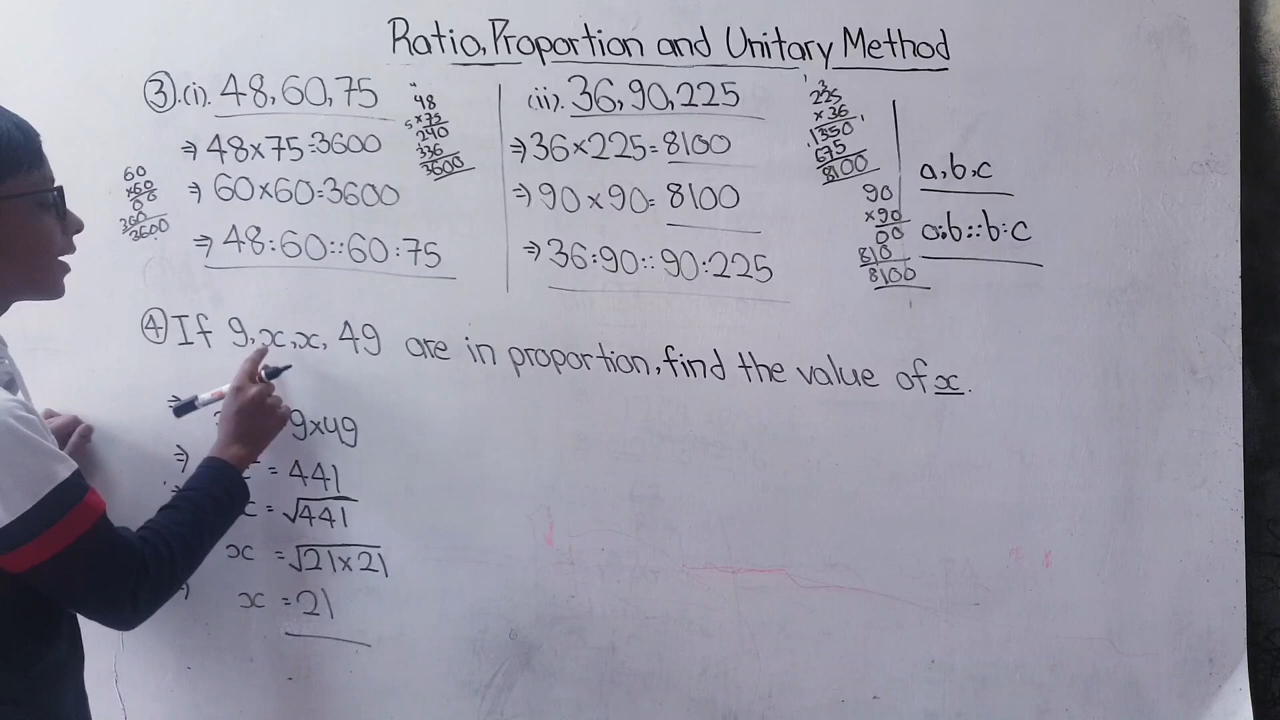 Ratio, Proportion and Unitary Method
③.(i). 48, 60, 75
⇒ 48×75=3600
⇒ 60×60=3600
⇒ 48:60::60:75
48
×75
240
336
3600
60
×60
00
360
3600
(ii). 36, 90, 225
⇒ 36×225=8100
⇒ 90×90= 8100
⇒ 36:90::90:225
225
×36
1350
675
8100
90
×90
00
810
8100
a, b, c
a:b::b:c
④ If 9, x, x, 49 are in proportion, find the value of x.
⇒ 9×49
⇒ = 441
= √441
x = √21×21
x = 21